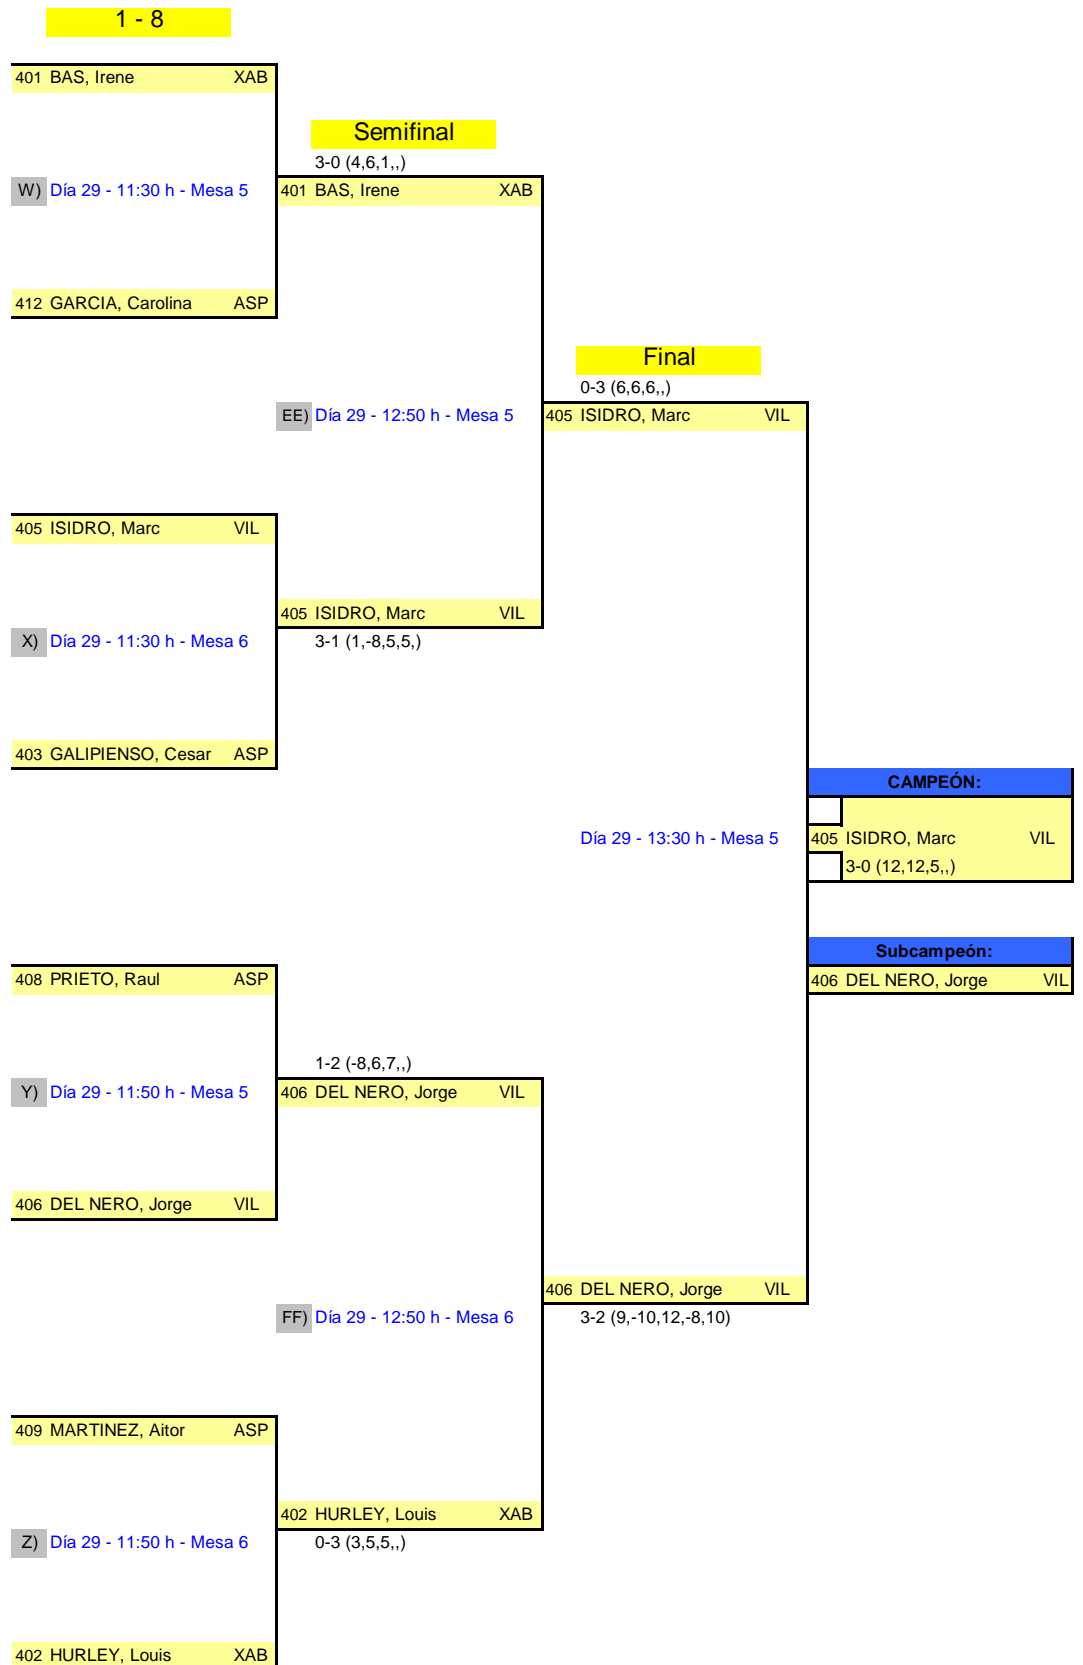 1 - 8
401 BAS, Irene XAB
Semifinal
3-0 (4,6,1,,)
W) Día 29 - 11:30 h - Mesa 5
401 BAS, Irene XAB
412 GARCIA, Carolina ASP
Final
0-3 (6,6,6,,)
EE) Día 29 - 12:50 h - Mesa 5
405 ISIDRO, Marc VIL
405 ISIDRO, Marc VIL
405 ISIDRO, Marc VIL
X) Día 29 - 11:30 h - Mesa 6
3-1 (1,-8,5,5,)
403 GALIPIENSO, Cesar ASP
CAMPEÓN:
Día 29 - 13:30 h - Mesa 5
405 ISIDRO, Marc VIL
3-0 (12,12,5,,)
Subcampeón:
408 PRIETO, Raul ASP
406 DEL NERO, Jorge VIL
1-2 (-8,6,7,,)
Y) Día 29 - 11:50 h - Mesa 5
406 DEL NERO, Jorge VIL
406 DEL NERO, Jorge VIL
406 DEL NERO, Jorge VIL
FF) Día 29 - 12:50 h - Mesa 6
3-2 (9,-10,12,-8,10)
409 MARTINEZ, Aitor ASP
402 HURLEY, Louis XAB
Z) Día 29 - 11:50 h - Mesa 6
0-3 (3,5,5,,)
402 HURLEY, Louis XAB